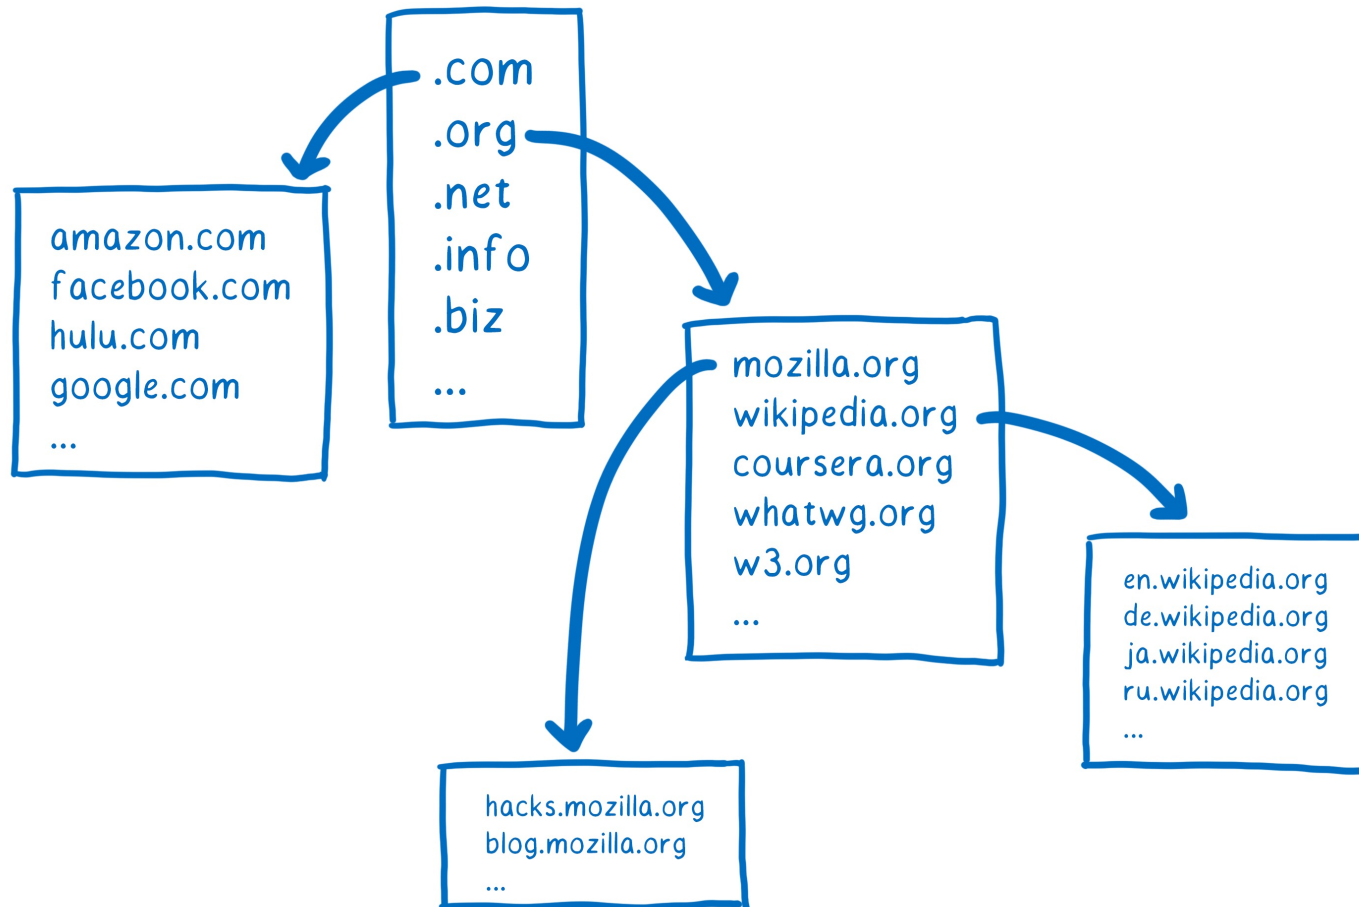 .com
.org
.net
.info
.biz
...
amazon.com
facebook.com
hulu.com
google.com
...
mozilla.org
wikipedia.org
coursera.org
whatwg.org
w3.org
...
en.wikipedia.org
de.wikipedia.org
ja.wikipedia.org
ru.wikipedia.org
...
hacks.mozilla.org
blog.mozilla.org
...